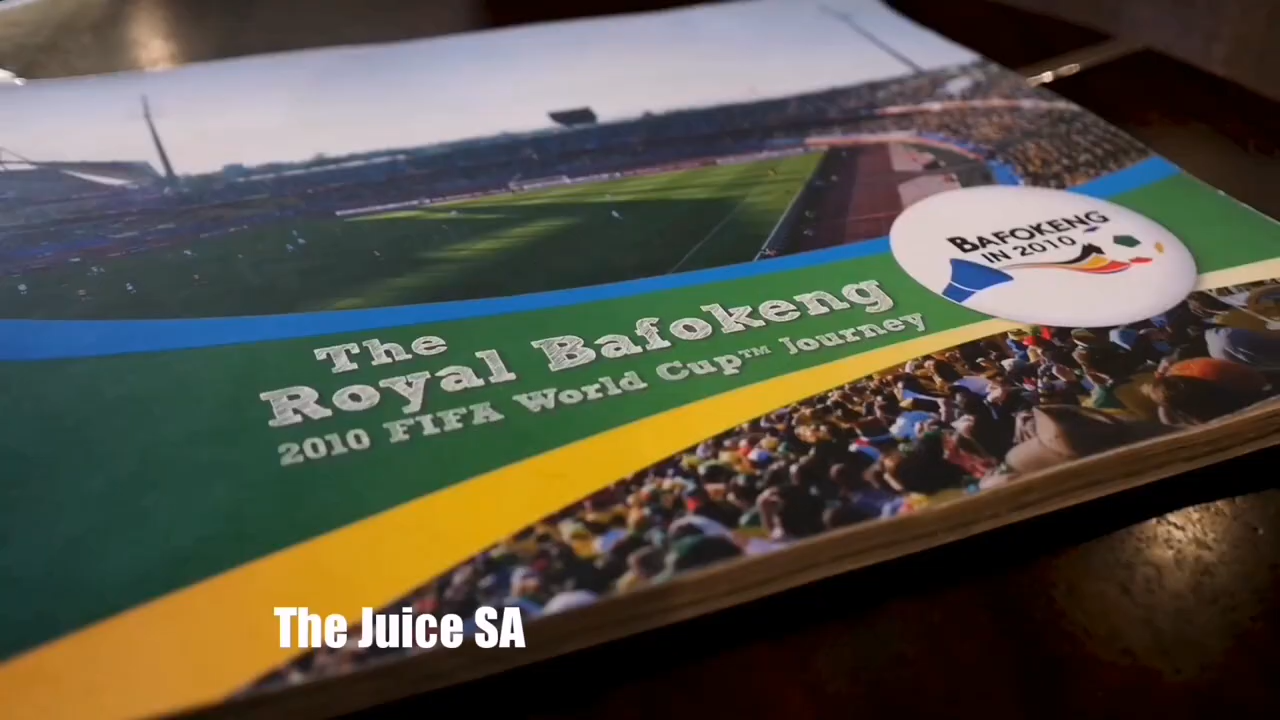 BAFOKENG
IN 2010
The
Royal Bafokeng
2010 FIFA World Cup™ Journey
The Juice SA